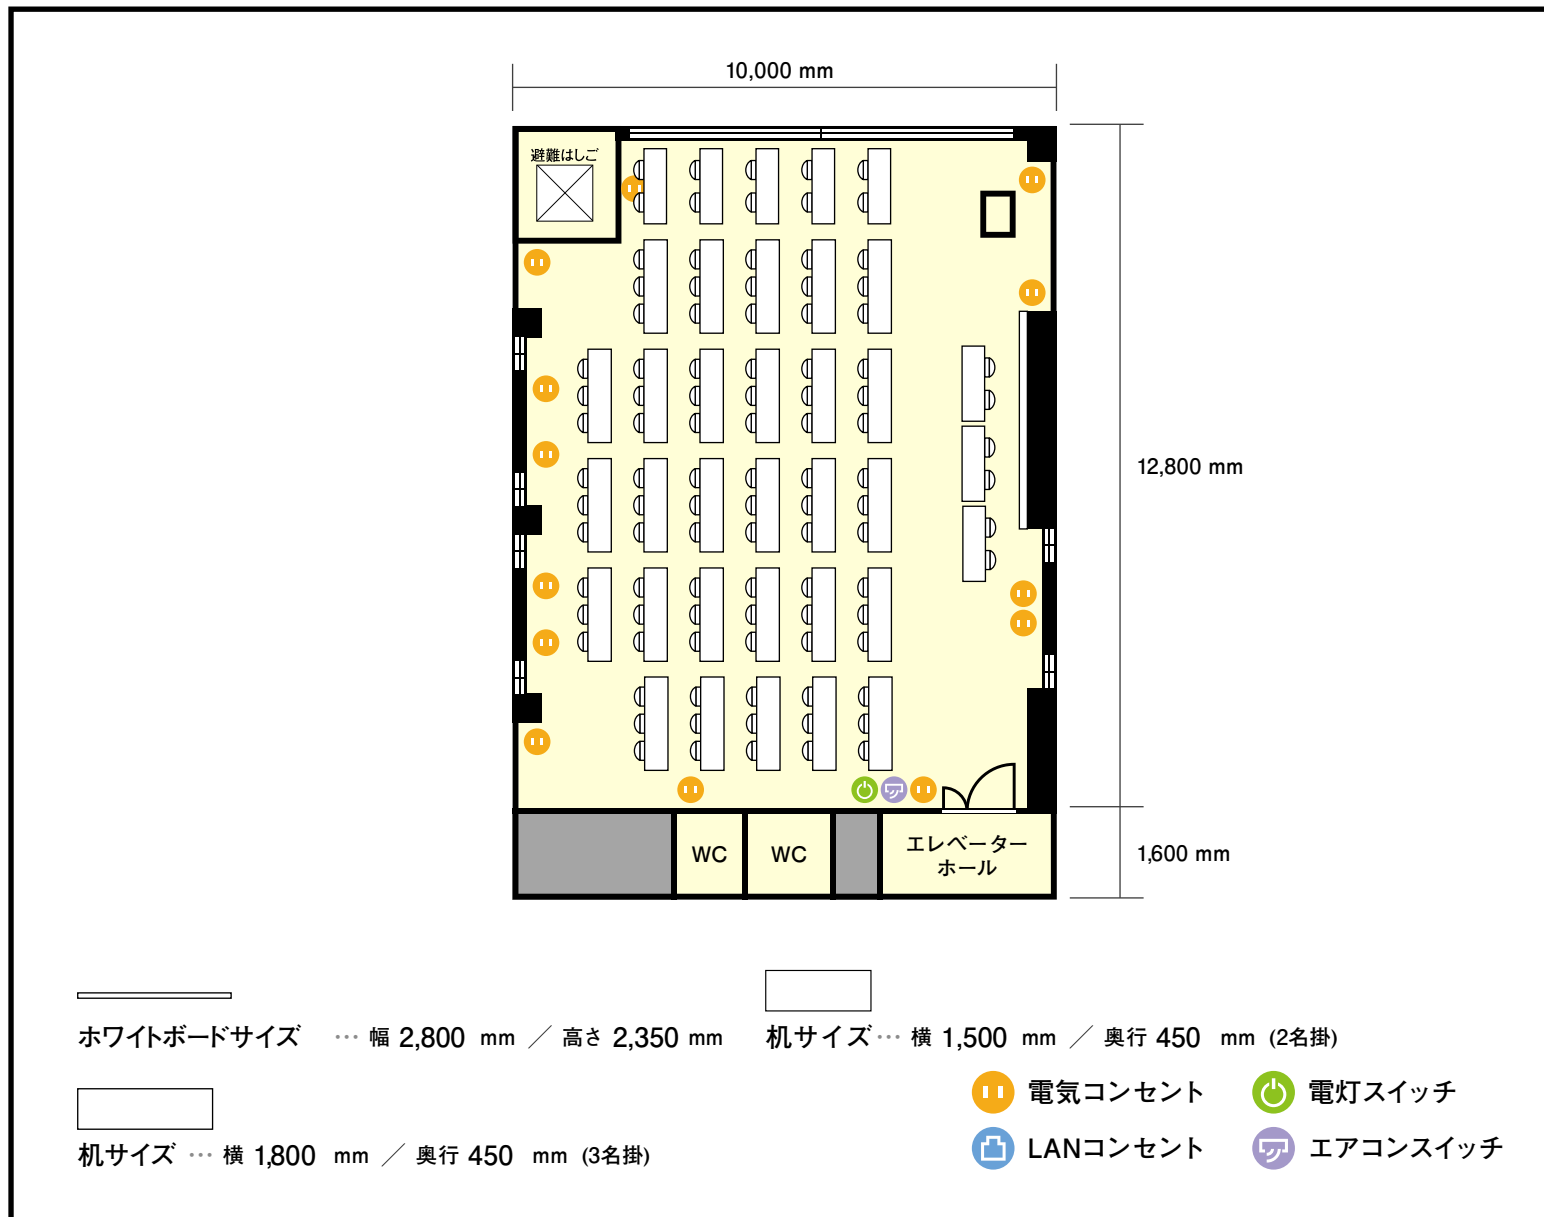 10,000 mm
避難はしご
12,800 mm
WC
WC
エレベーター
ホール
1,600 mm
ホワイトボードサイズ … 幅 2,800 mm ／ 高さ 2,350 mm
机サイズ … 横 1,500 mm ／ 奥行 450 mm (2名掛)
机サイズ … 横 1,800 mm ／ 奥行 450 mm (3名掛)
電気コンセント
電灯スイッチ
LANコンセント
エアコンスイッチ